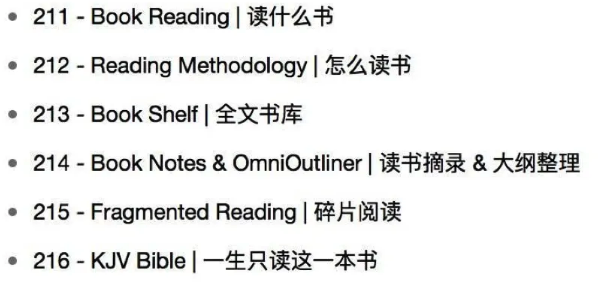 • 211 - Book Reading | 读什么书
• 212 - Reading Methodology | 怎么读书
• 213 - Book Shelf | 全文书库
• 214 - Book Notes & OmniOutliner | 读书摘录 & 大纲整理
• 215 - Fragmented Reading | 碎片阅读
• 216 - KJV Bible | 一生只读这一本书